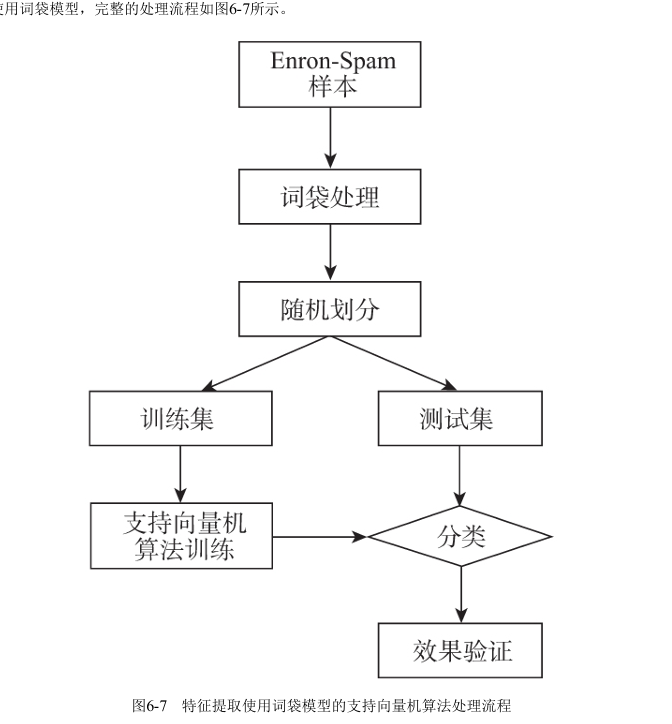 使用词袋模型，完整的处理流程如图6-7所示。
Enron-Spam
样本
词袋处理
随机划分
训练集
测试集
支持向量机
算法训练
分类
效果验证
图6-7 特征提取使用词袋模型的支持向量机算法处理流程